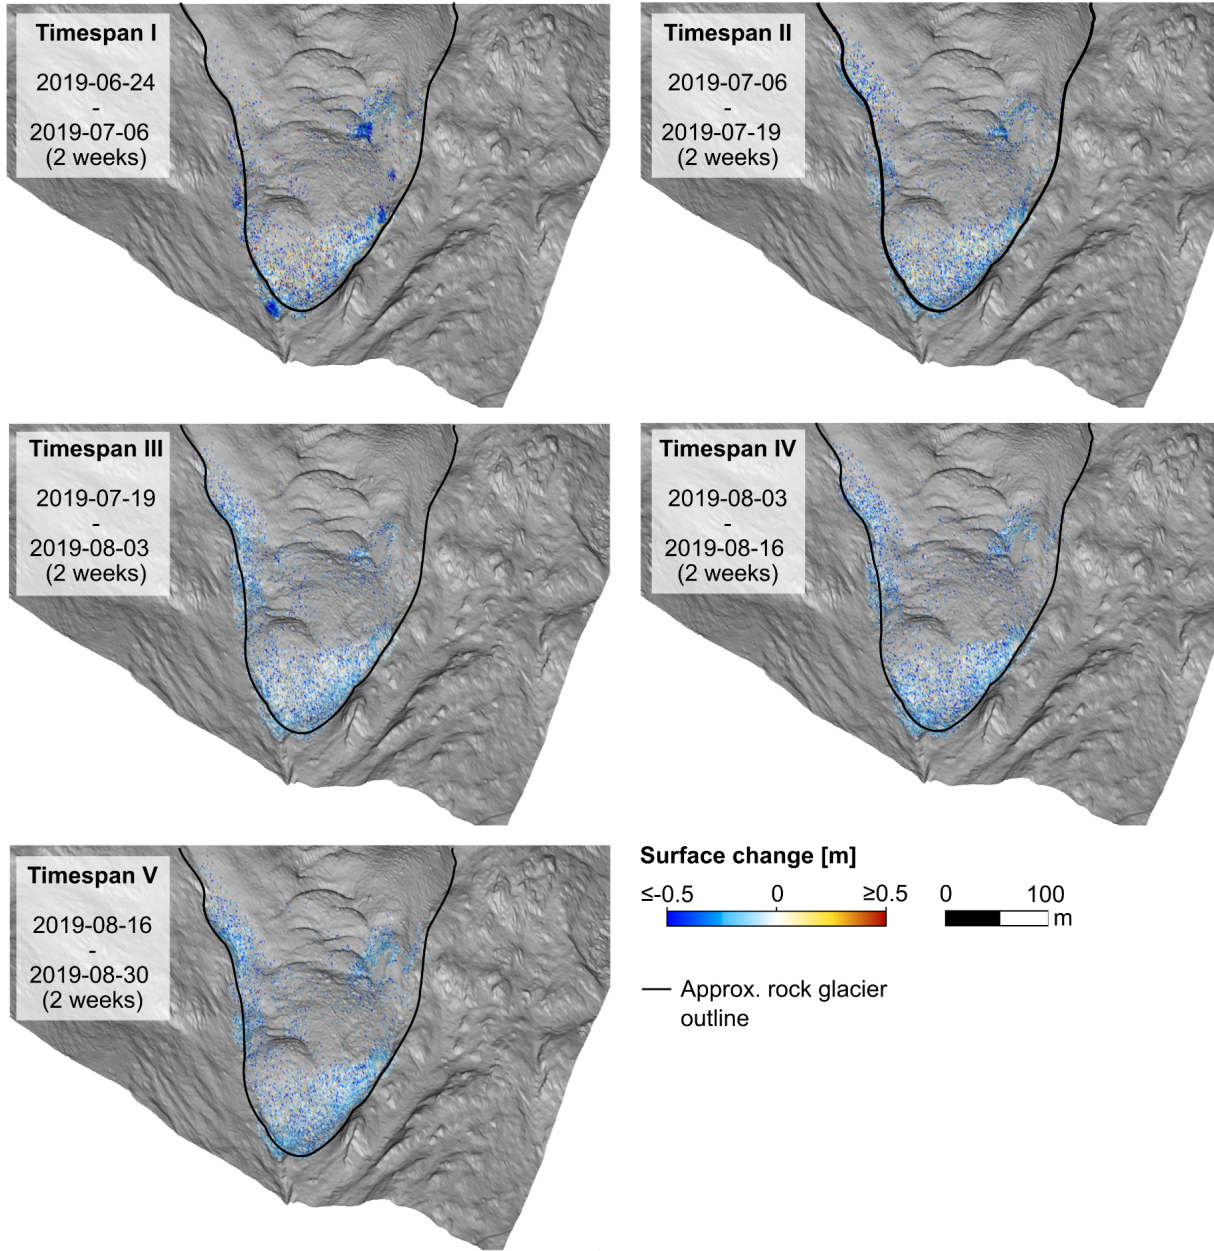 Timespan I
2019-06-24
-
2019-07-06
(2 weeks)
Timespan II
2019-07-06
-
2019-07-19
(2 weeks)
Timespan III
2019-07-19
-
2019-08-03
(2 weeks)
Timespan IV
2019-08-03
-
2019-08-16
(2 weeks)
Timespan V
2019-08-16
-
2019-08-30
(2 weeks)
Surface change [m]
≤-0.5 0 ≥0.5
0 100
m
Approx. rock glacier
outline